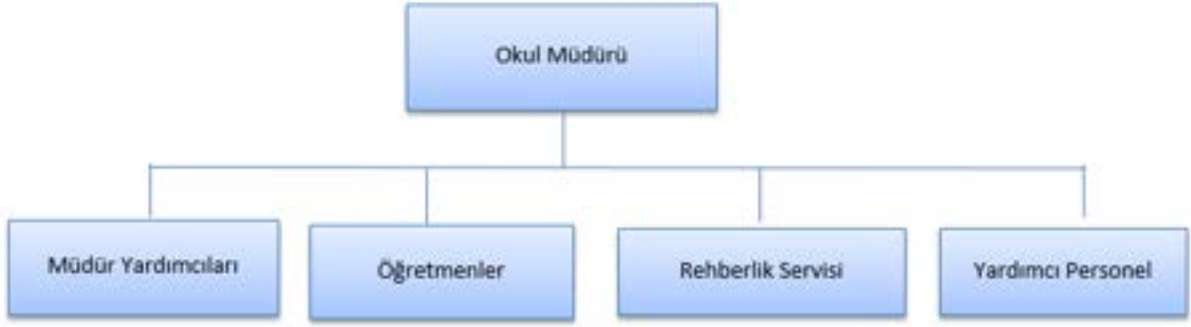 Okul Müdürü
Müdür Yardımcıları
Öğretmenler
Rehberlik Servisi
Yardımcı Personel